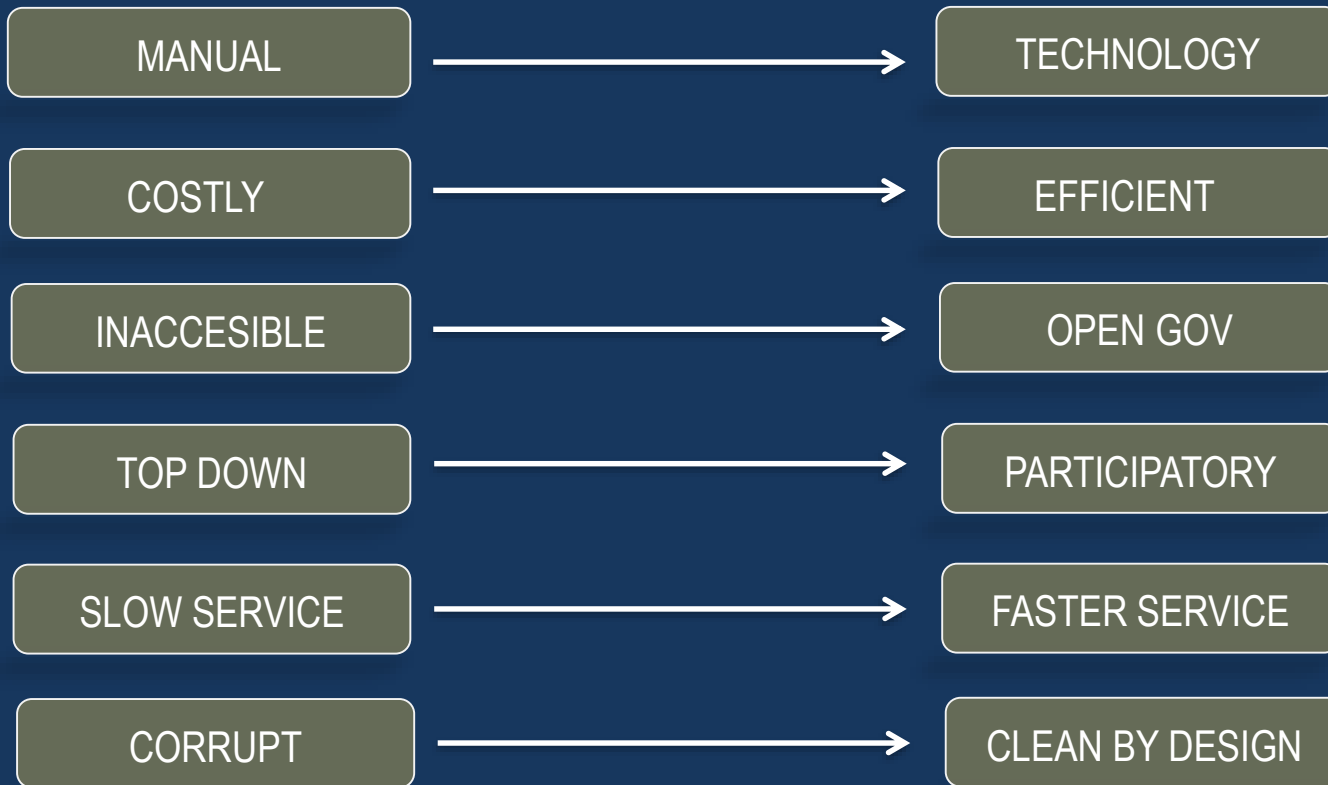 MANUAL
TECHNOLOGY
COSTLY
EFFICIENT
INACCESIBLE
OPEN GOV
TOP DOWN
PARTICIPATORY
SLOW SERVICE
FASTER SERVICE
CORRUPT
CLEAN BY DESIGN